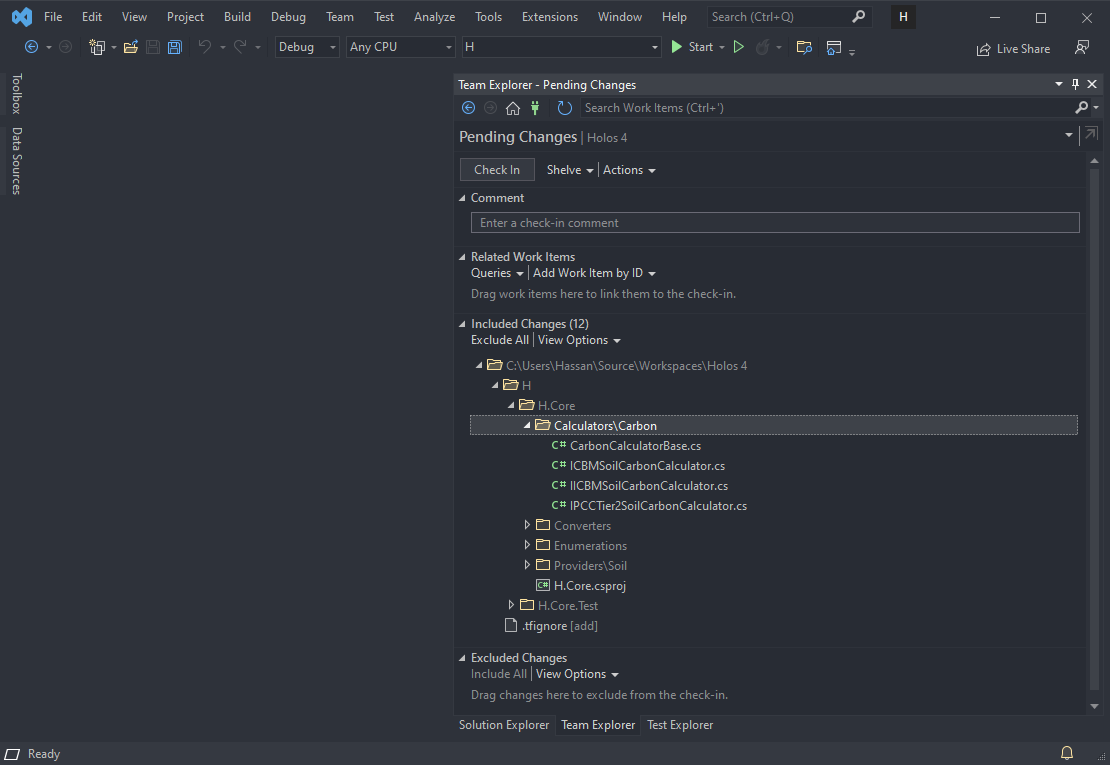 File Edit View Project Build Debug Team Test Analyze Tools Extensions Window Help Search (Ctrl+Q) H
Debug Any CPU H Start Live Share
Toolbox
Data Sources
Team Explorer - Pending Changes
Search Work Items (Ctrl+')
Pending Changes | Holos 4
Check In Shelve Actions
Comment
Enter a check-in comment
Related Work Items
Queries Add Work Item by ID
Drag work items here to link them to the check-in.
Included Changes (12)
Exclude All View Options
C:\Users\Hassan\Source\Workspaces\Holos 4
H
H.Core
Calculators\Carbon
C# CarbonCalculatorBase.cs
C# ICBMSoilCarbonCalculator.cs
C# IICBMSoilCarbonCalculator.cs
C# IPCCTier2SoilCarbonCalculator.cs
Converters
Enumerations
Providers\Soil
C# H.Core.csproj
H.Core.Test
.tfignore [add]
Excluded Changes
Include All View Options
Drag changes here to exclude from the check-in.
Solution Explorer Team Explorer Test Explorer
Ready